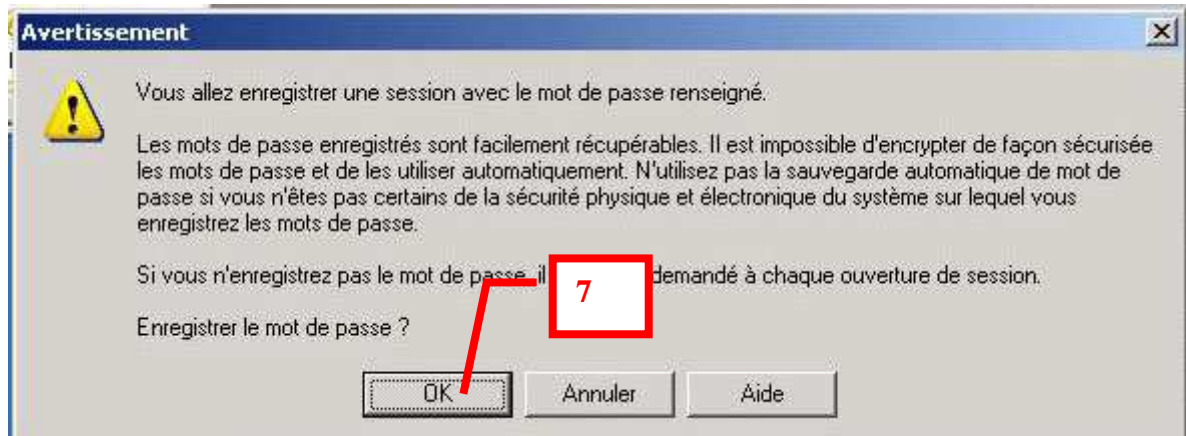 Avertissement
Vous allez enregistrer une session avec le mot de passe renseigné.
Les mots de passe enregistrés sont facilement récupérables. Il est impossible d'encrypter de façon sécurisée
les mots de passe et de les utiliser automatiquement. N'utilisez pas la sauvegarde automatique de mot de
passe si vous n'êtes pas certains de la sécurité physique et électronique du système sur lequel vous
enregistrez les mots de passe.
Si vous n'enregistrez pas le mot de passe, il demandé à chaque ouverture de session.
7
Enregistrer le mot de passe ?
OK Annuler Aide